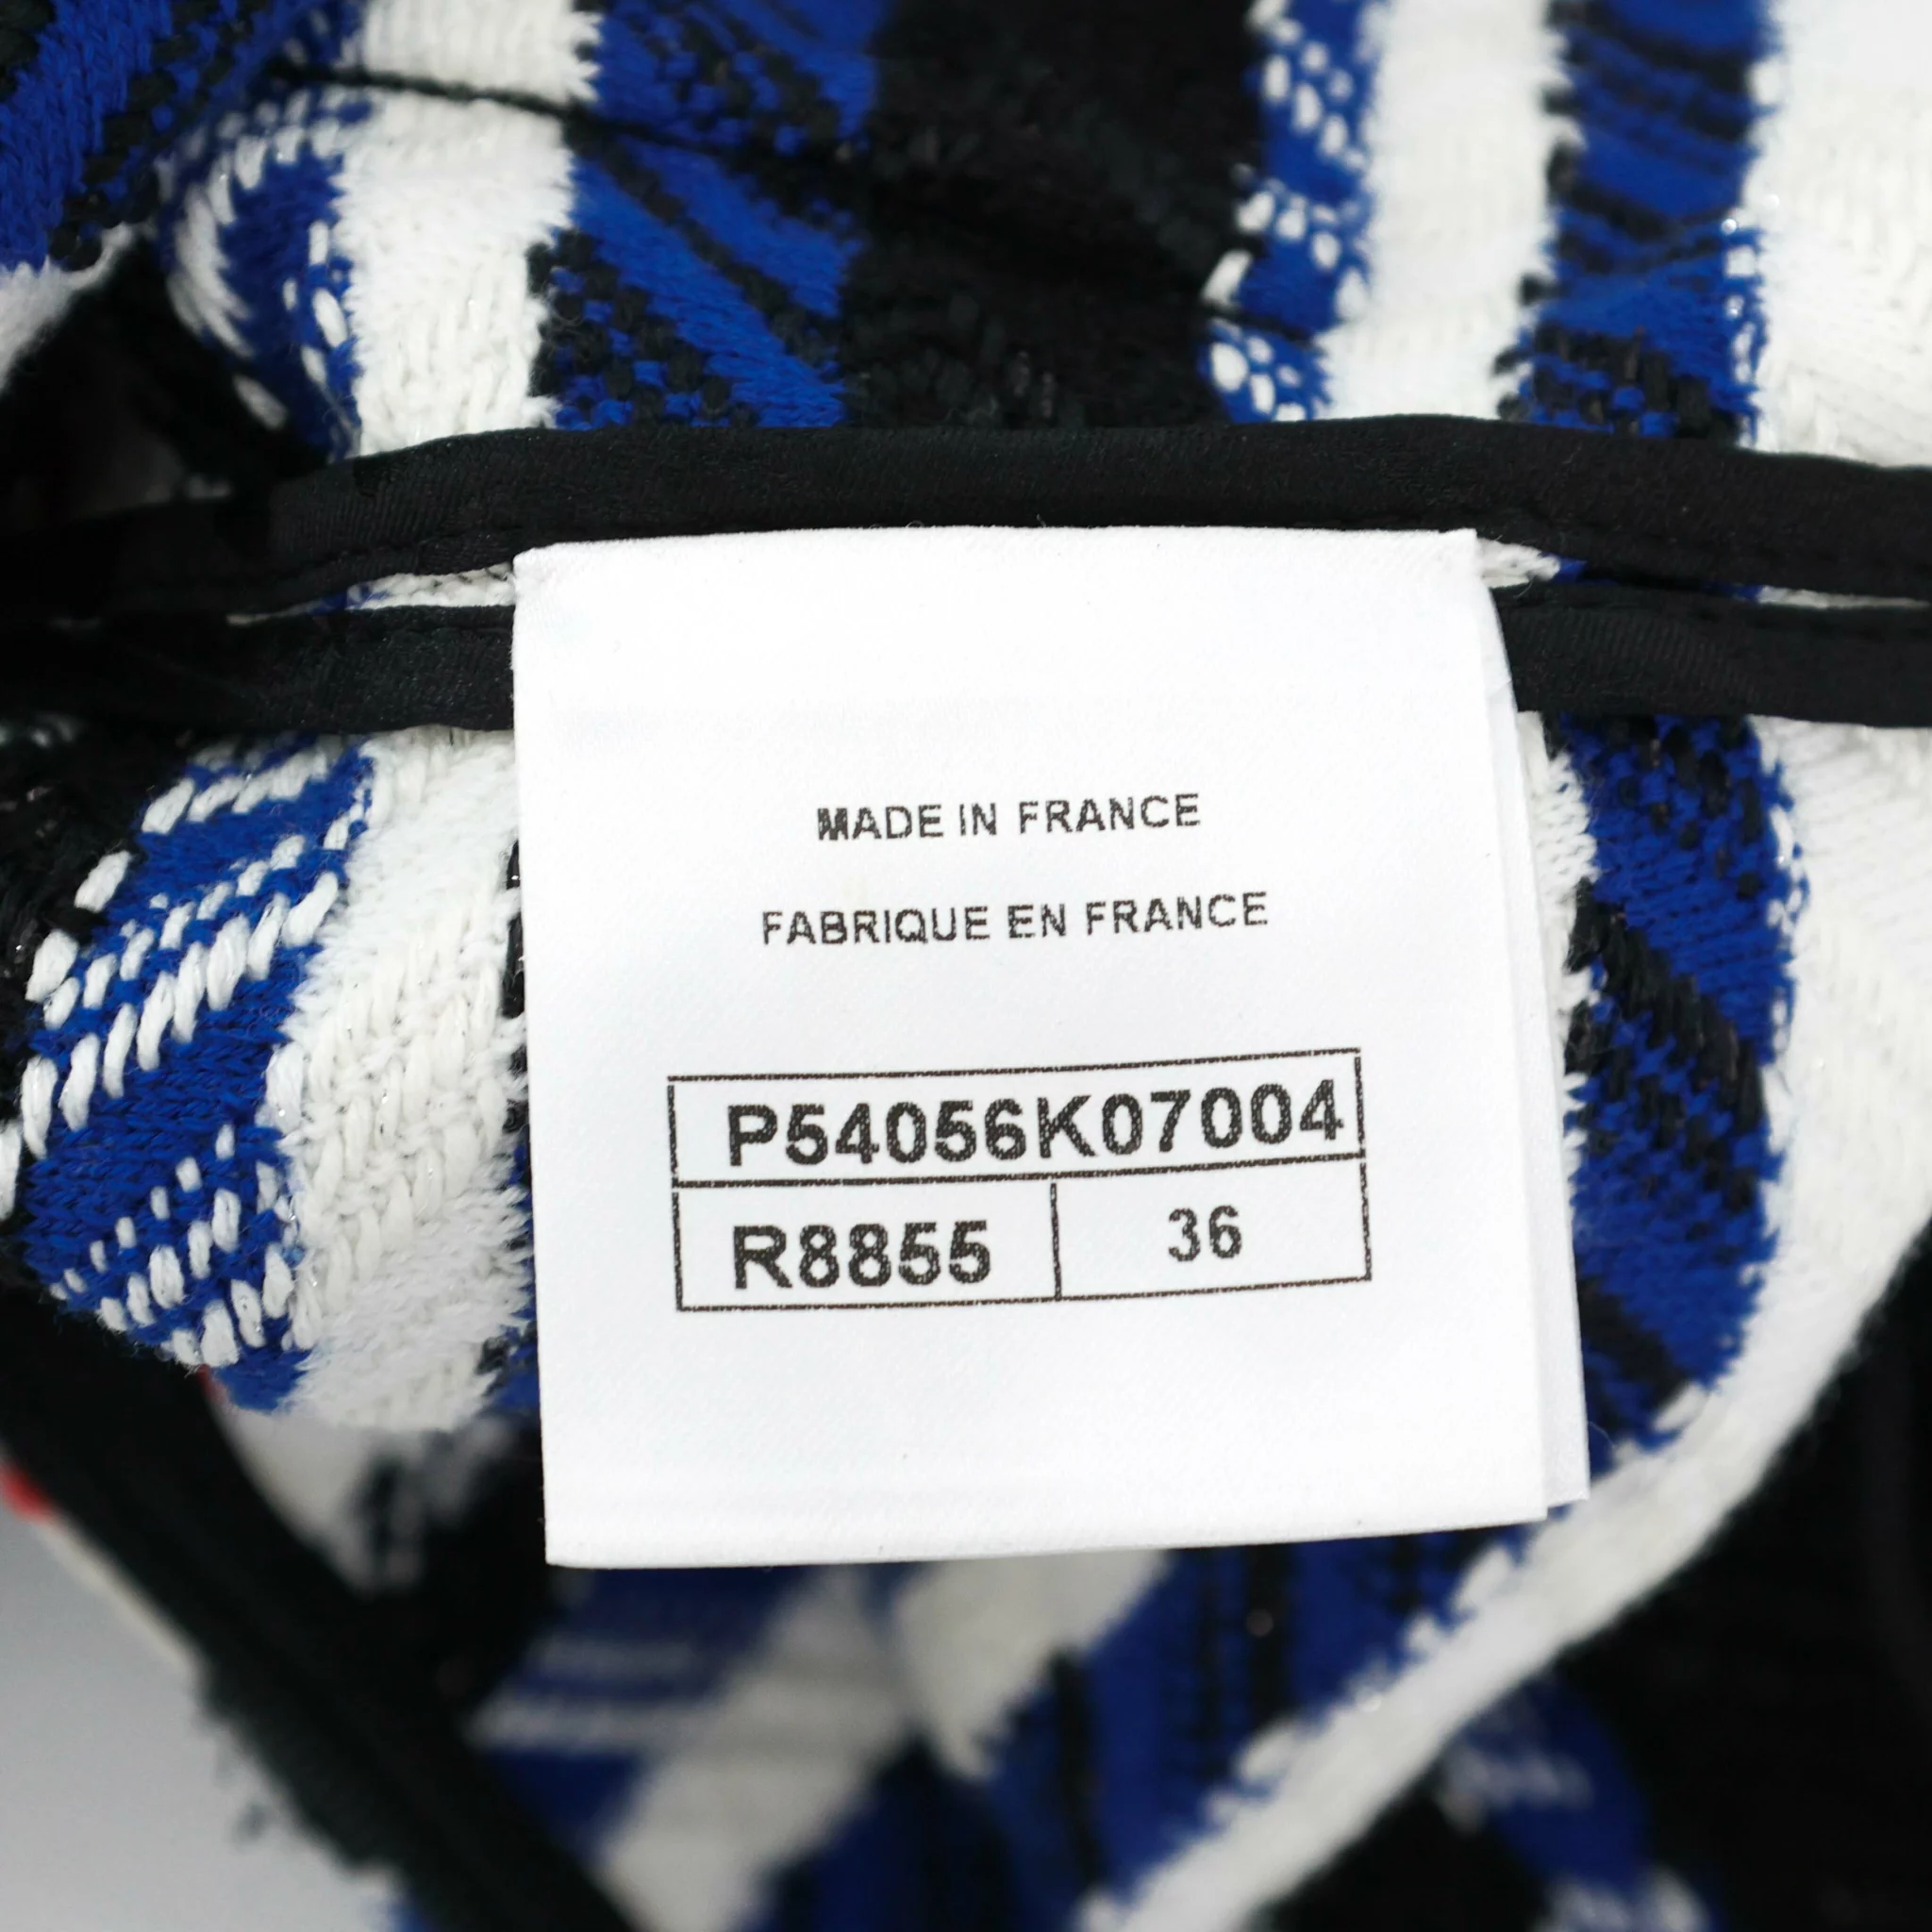 MADE IN FRANCE
FABRIQUE EN FRANCE
P54056K07004
R8855 36